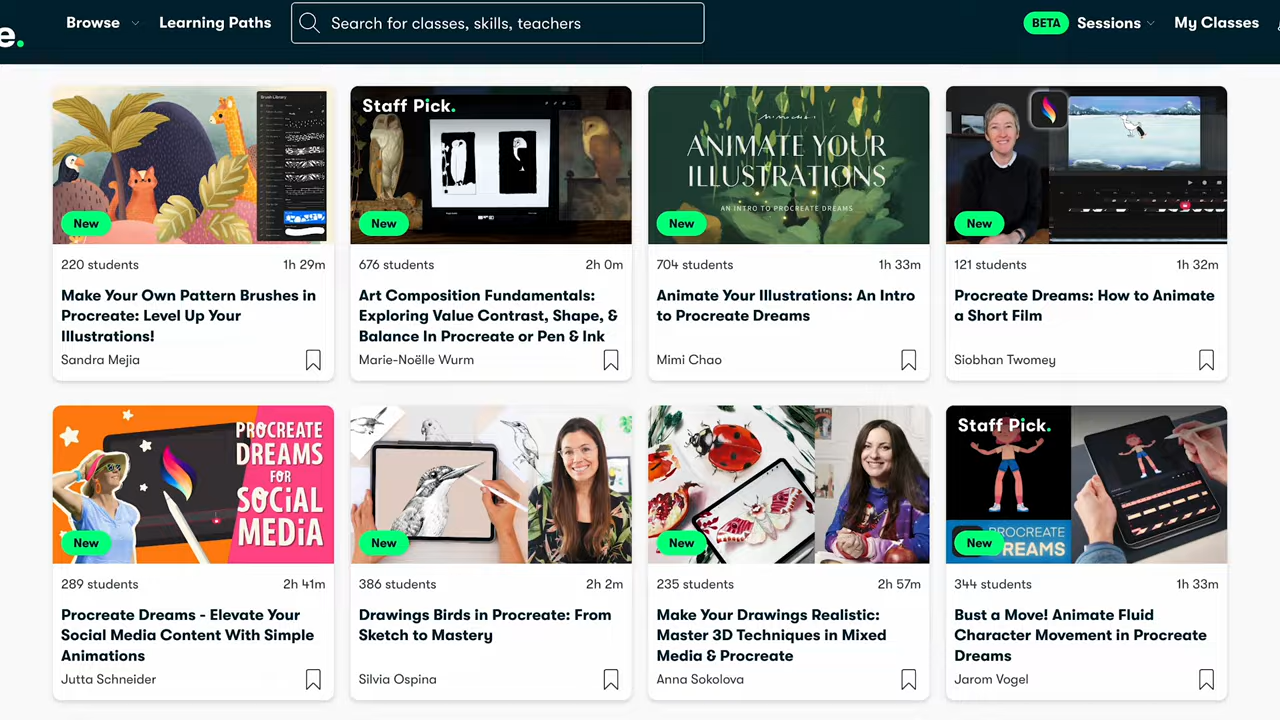 e.
Browse
Learning Paths
Search for classes, skills, teachers
BETA
Sessions
My Classes
Brush Library
New
220 students
1h 29m
Make Your Own Pattern Brushes in
Procreate: Level Up Your
Illustrations!
Sandra Mejia
Staff Pick.
New
676 students
2h 0m
Art Composition Fundamentals:
Exploring Value Contrast, Shape, &
Balance In Procreate or Pen & Ink
Marie-Noëlle Wurm
ANIMATE YOUR
ILLUSTRATIONS
AN INTRO TO PROCREATE DREAMS
New
704 students
1h 33m
Animate Your Illustrations: An Intro
to Procreate Dreams
Mimi Chao
New
121 students
1h 32m
Procreate Dreams: How to Animate
a Short Film
Siobhan Twomey
PROCREATE
DREAMS
FOR
SOCIAL
MEDIA
New
289 students
2h 41m
Procreate Dreams - Elevate Your
Social Media Content With Simple
Animations
Jutta Schneider
New
386 students
2h 2m
Drawings Birds in Procreate: From
Sketch to Mastery
Silvia Ospina
New
235 students
2h 57m
Make Your Drawings Realistic:
Master 3D Techniques in Mixed
Media & Procreate
Anna Sokolova
Staff Pick.
PROCREATE
REAMS
New
344 students
1h 33m
Bust a Move! Animate Fluid
Character Movement in Procreate
Dreams
Jarom Vogel